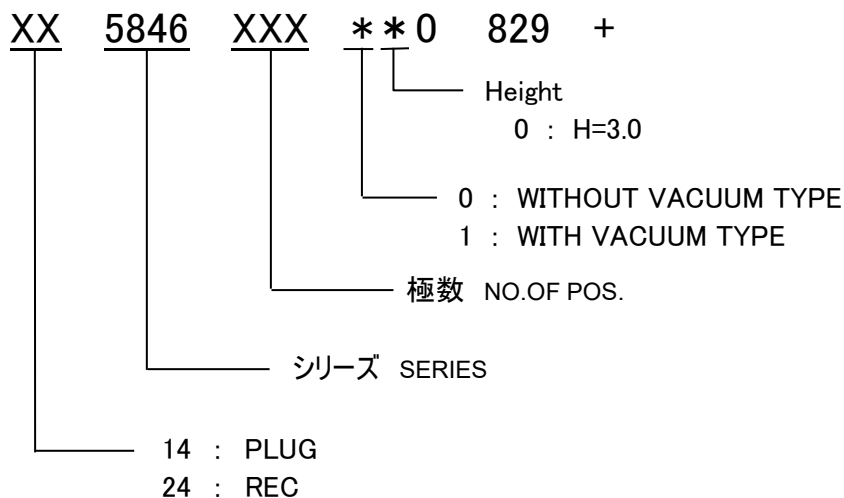 XX 5846 XXX **0 829 +
Height
0 : H=3.0
0 : WITHOUT VACUUM TYPE
1 : WITH VACUUM TYPE
極数 NO.OF POS.
シリーズ SERIES
14 : PLUG
24 : REC